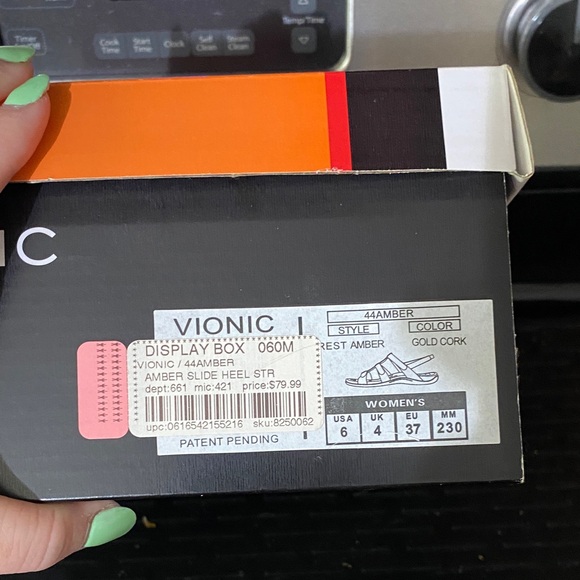 Timer
Cook Time
Start Time
Clock
Self Clean
Steam Clean
Temp/Time
IC
VIONIC
44AMBER
STYLE COLOR
REST AMBER GOLD CORK
DISPLAY BOX 060M
VIONIC / 44AMBER
AMBER SLIDE HEEL STR
dept:661 mic:421 price:$79.99
upc:0616542155216 sku:8250062
PATENT PENDING
WOMEN'S
USA UK EU MM
6 4 37 230